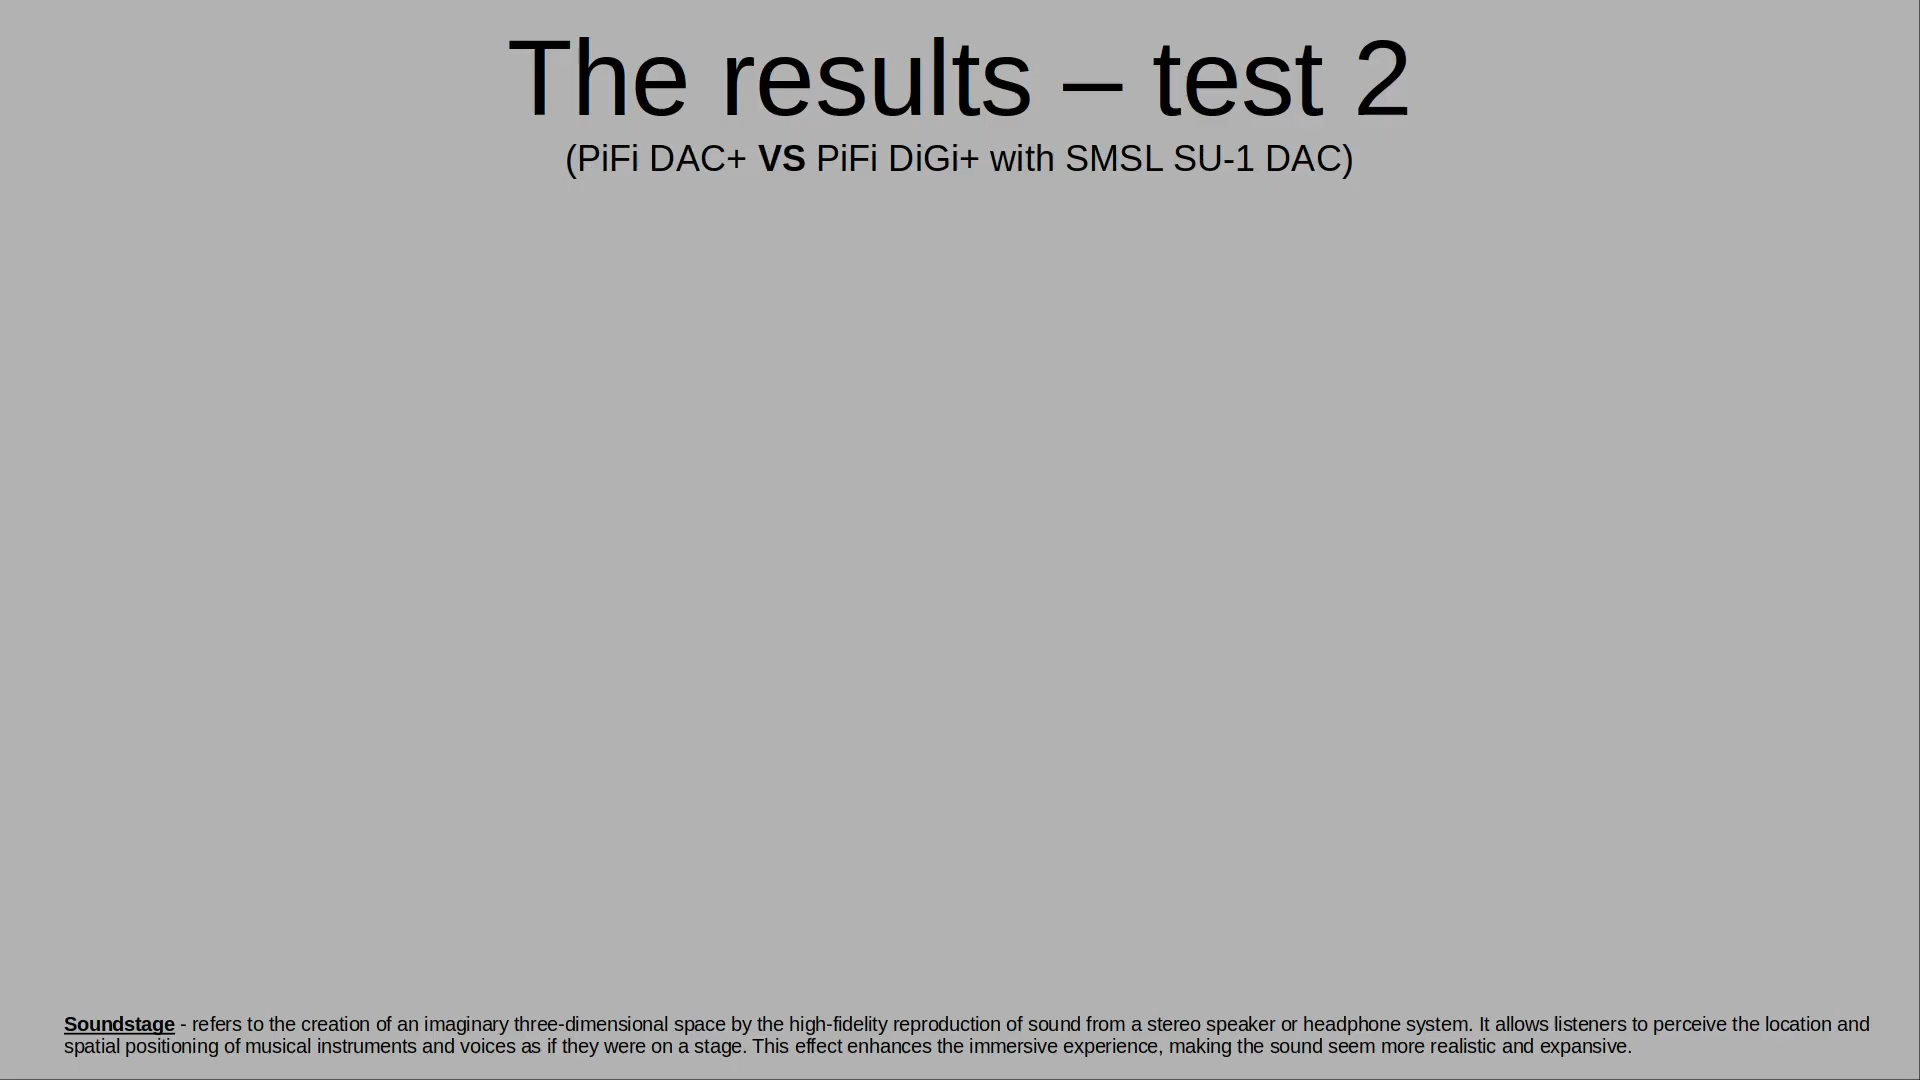 The results – test 2
(PiFi DAC+ VS PiFi DiGi+ with SMSL SU-1 DAC)
Soundstage - refers to the creation of an imaginary three-dimensional space by the high-fidelity reproduction of sound from a stereo speaker or headphone system. It allows listeners to perceive the location and
spatial positioning of musical instruments and voices as if they were on a stage. This effect enhances the immersive experience, making the sound seem more realistic and expansive.